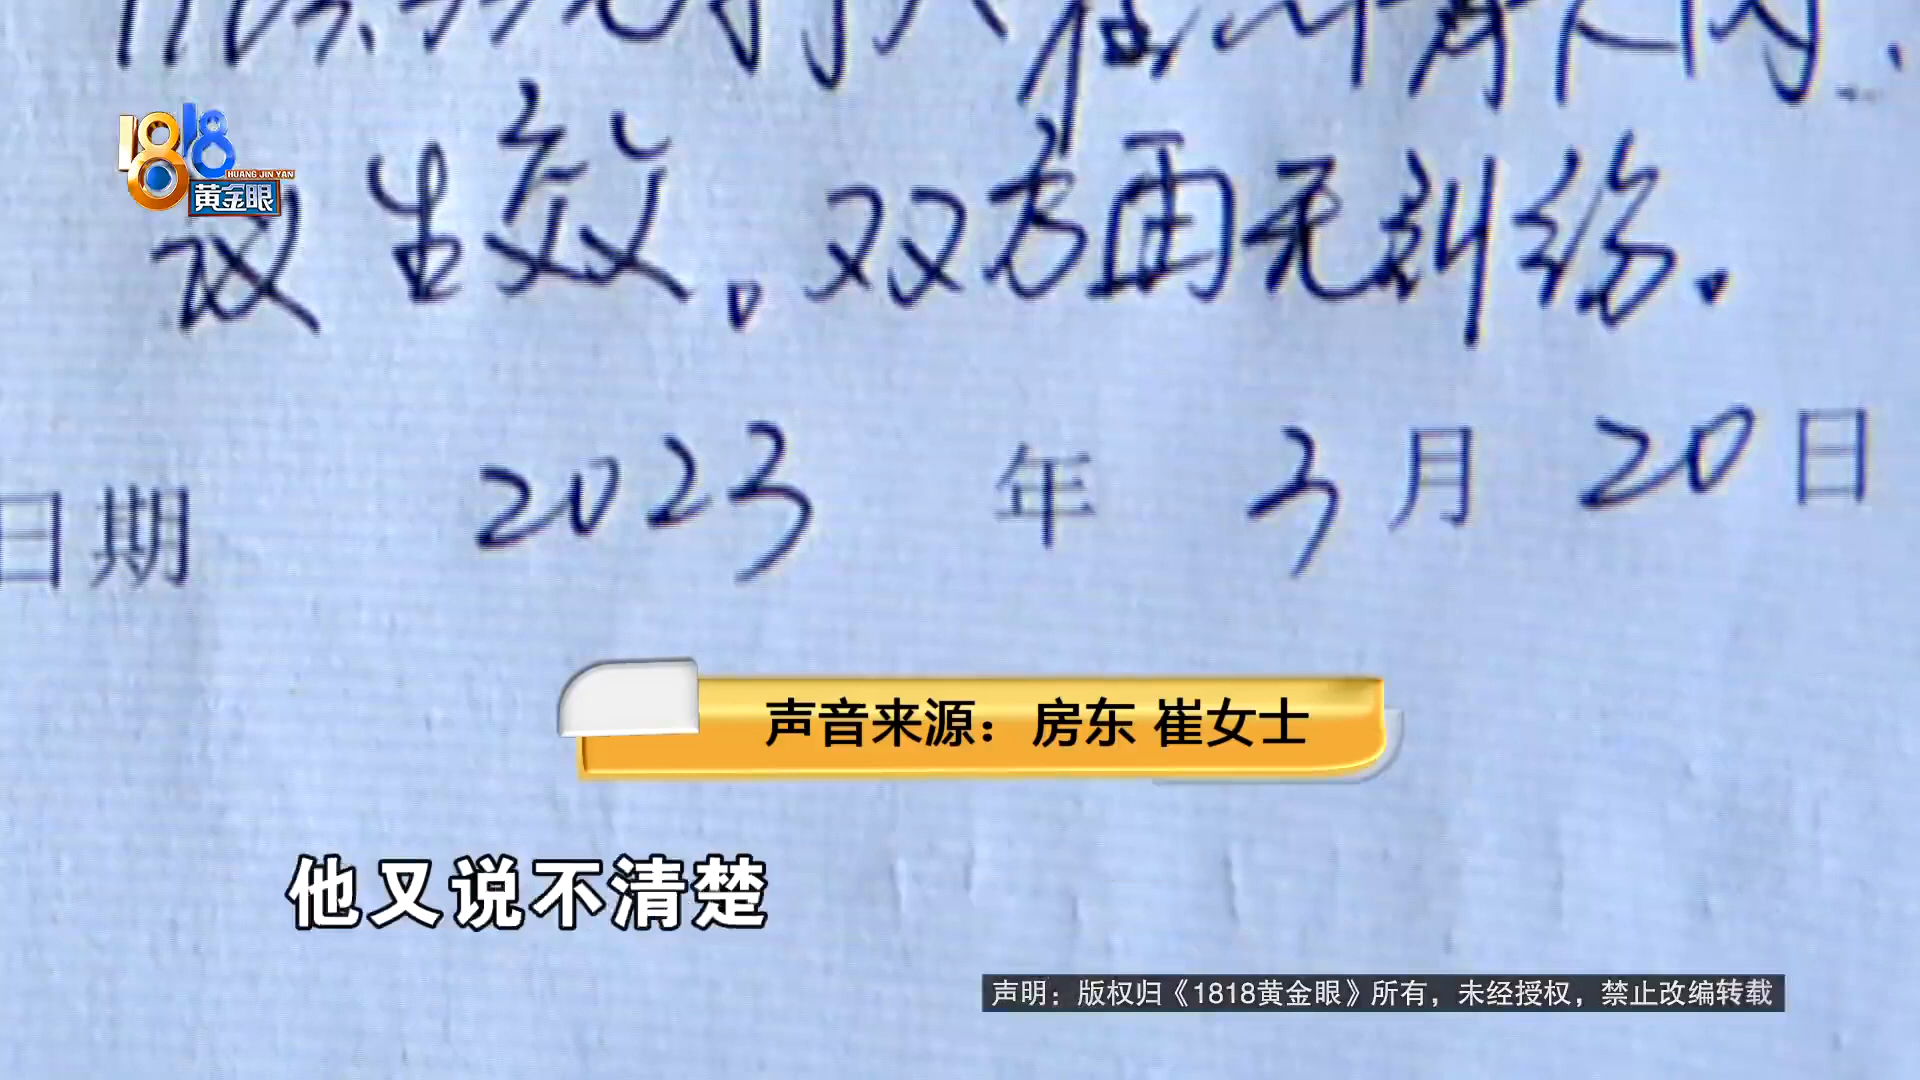 1818
HUANG JIN YAN
黄金眼
生效。双方再无纠纷.
日期 2023 年 3 月 20 日
声音来源：房东 崔女士
他又说不清楚
声明：版权归《1818黄金眼》所有，未经授权，禁止改编转载